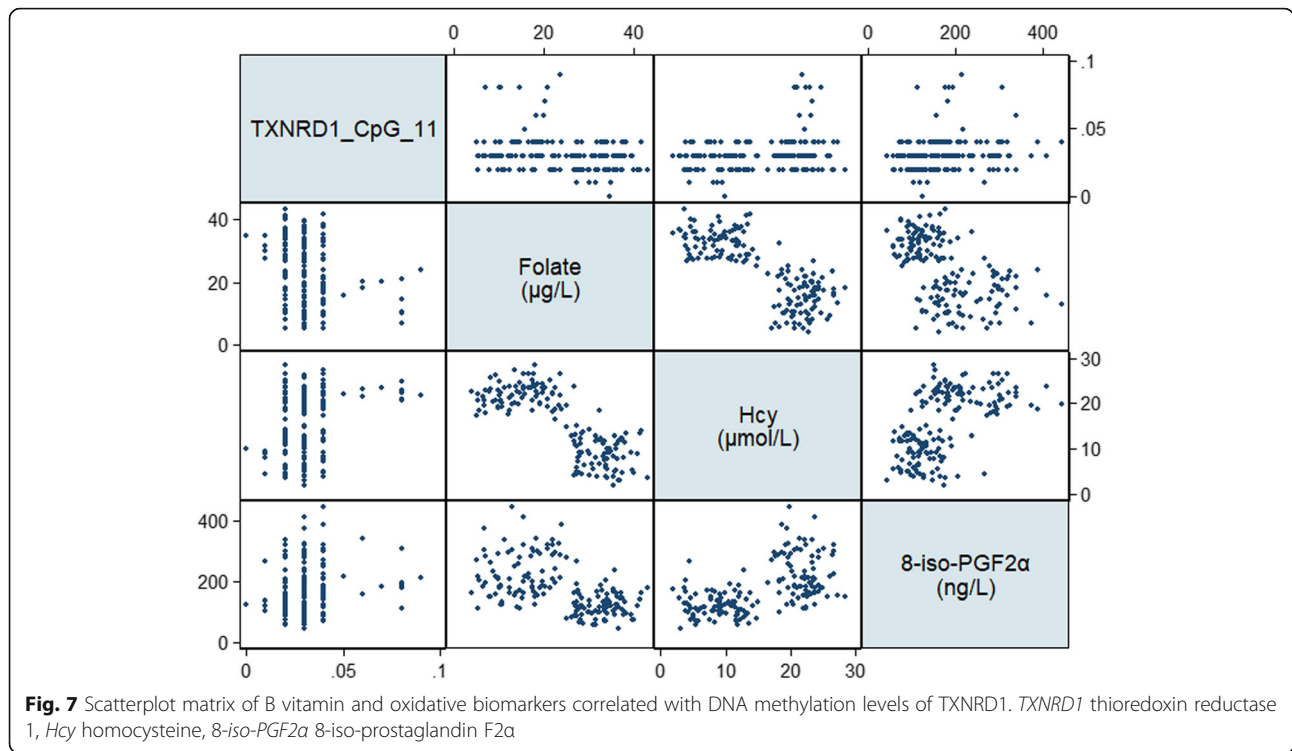 0 20 40 0 200 400
TXNRD1_CpG_11
.1
.05
0
40
20
0
Folate
(µg/L)
Hcy
(µmol/L)
30
20
10
0
400
200
0
8-iso-PGF2α
(ng/L)
0 .05 .1 0 10 20 30
Fig. 7 Scatterplot matrix of B vitamin and oxidative biomarkers correlated with DNA methylation levels of TXNRD1. TXNRD1 thioredoxin reductase
1, Hcy homocysteine, 8-iso-PGF2α 8-iso-prostaglandin F2α